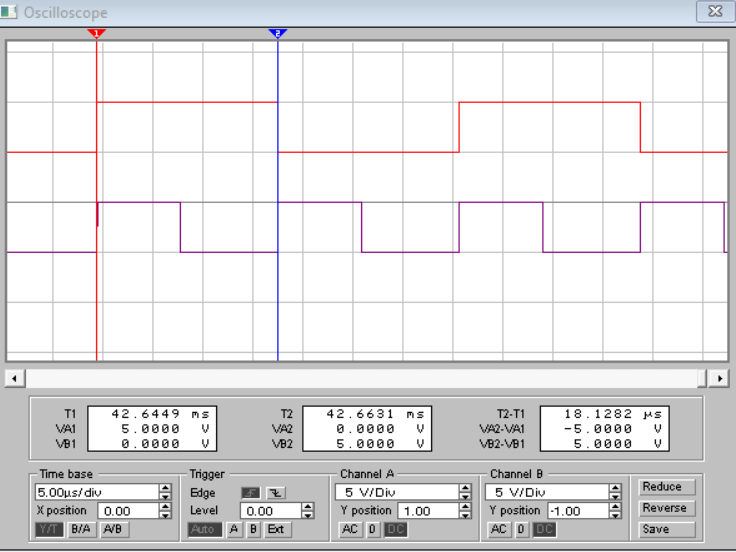 Oscilloscope
1 2
T1 42.6449 ms T2 42.6631 ms T2-T1 18.1282 µs
VA1 5.0000 V VA2 0.0000 V VA2-VA1 -5.0000 V
VB1 0.0000 V VB2 5.0000 V VB2-VB1 5.0000 V
Time base Trigger Channel A Channel B
5.00µs/div Edge 5 V/Div 5 V/Div Reduce
X position 0.00 Level 0.00 Y position 1.00 Y position -1.00 Reverse
Y/T B/A A/B Auto A B Ext AC 0 DC AC 0 DC Save